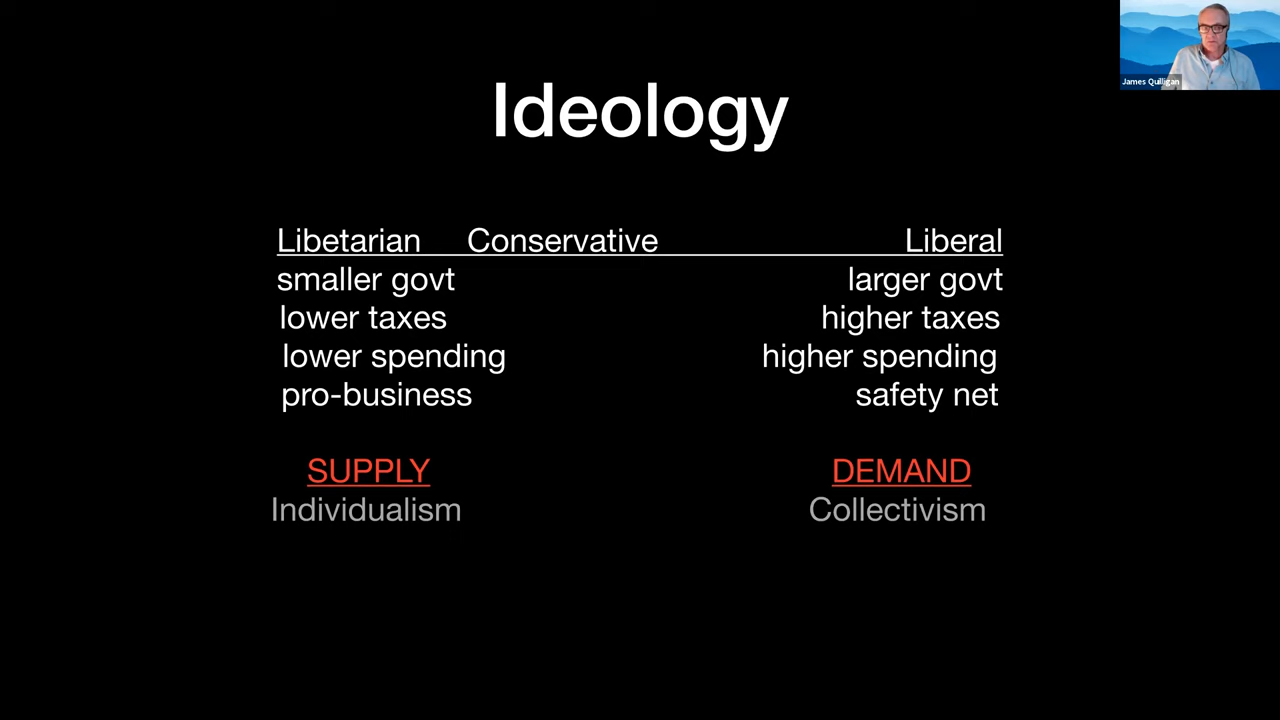 James Quilligan
Ideology
Libetarian Conservative Liberal
smaller govt larger govt
lower taxes higher taxes
lower spending higher spending
pro-business safety net
SUPPLY DEMAND
Individualism Collectivism